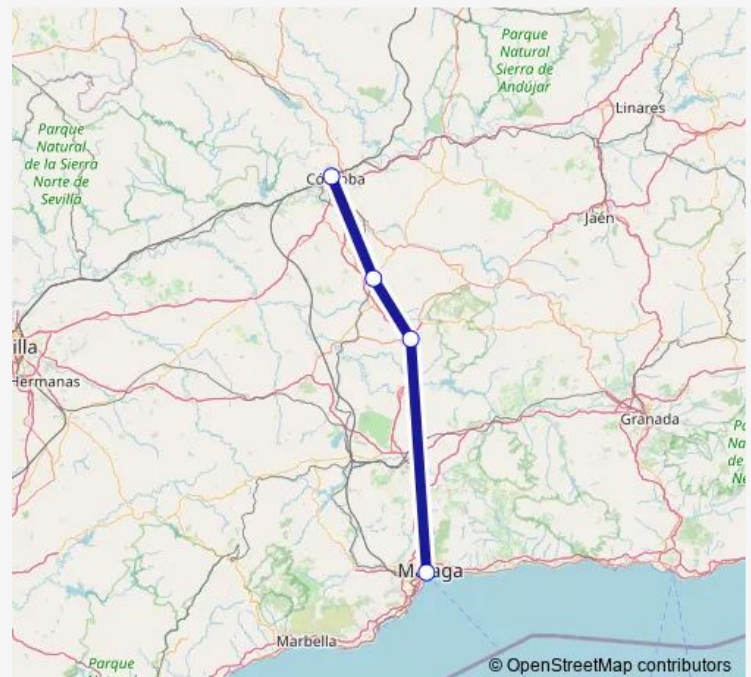 Parque
Natural
Sierra de
Andújar
Linares
Parque
Natural
de la Sierra
Norte de
Sevilla
Jaén
illa
Hermanas
Granada
Málaga
Marbella
Parque
© OpenStreetMap contributors